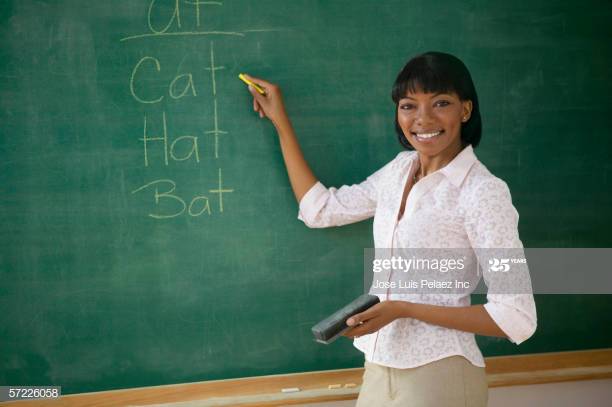 at
Cat
Hat
Bat
gettyimages
25 YEARS
Jose Luis Pelaez Inc
57226058